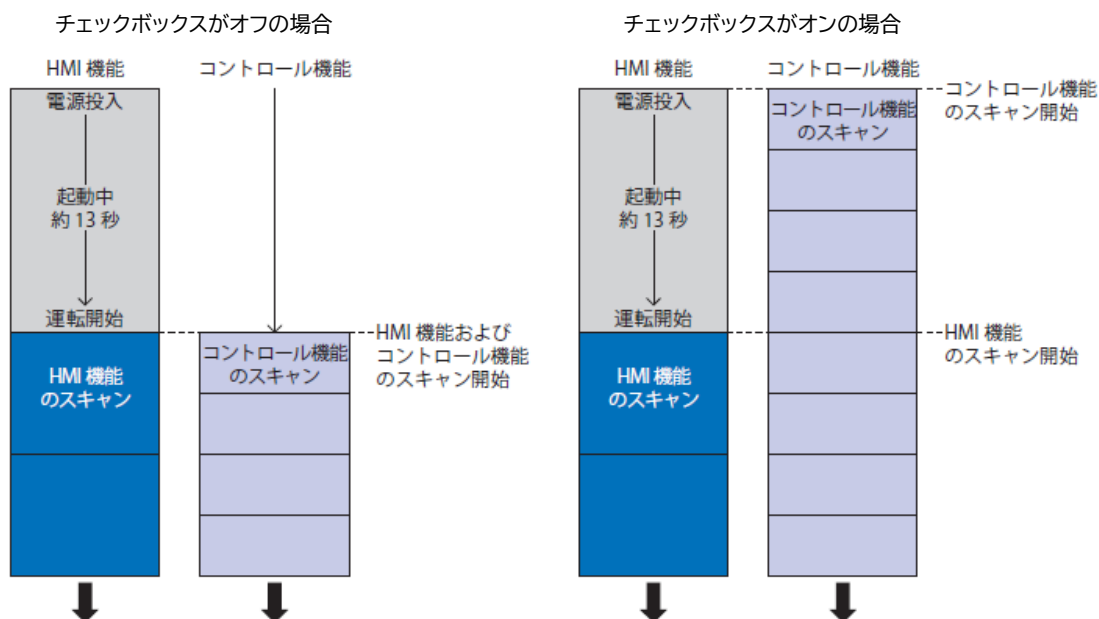 チェックボックスがオフの場合
HMI 機能
コントロール機能
電源投入
起動中
約 13 秒
運転開始
HMI 機能および
コントロール機能
のスキャン開始
コントロール機能
のスキャン
HMI 機能
のスキャン
チェックボックスがオンの場合
HMI 機能
コントロール機能
電源投入
コントロール機能
のスキャン
コントロール機能
のスキャン開始
起動中
約 13 秒
運転開始
HMI 機能
のスキャン開始
HMI 機能
のスキャン